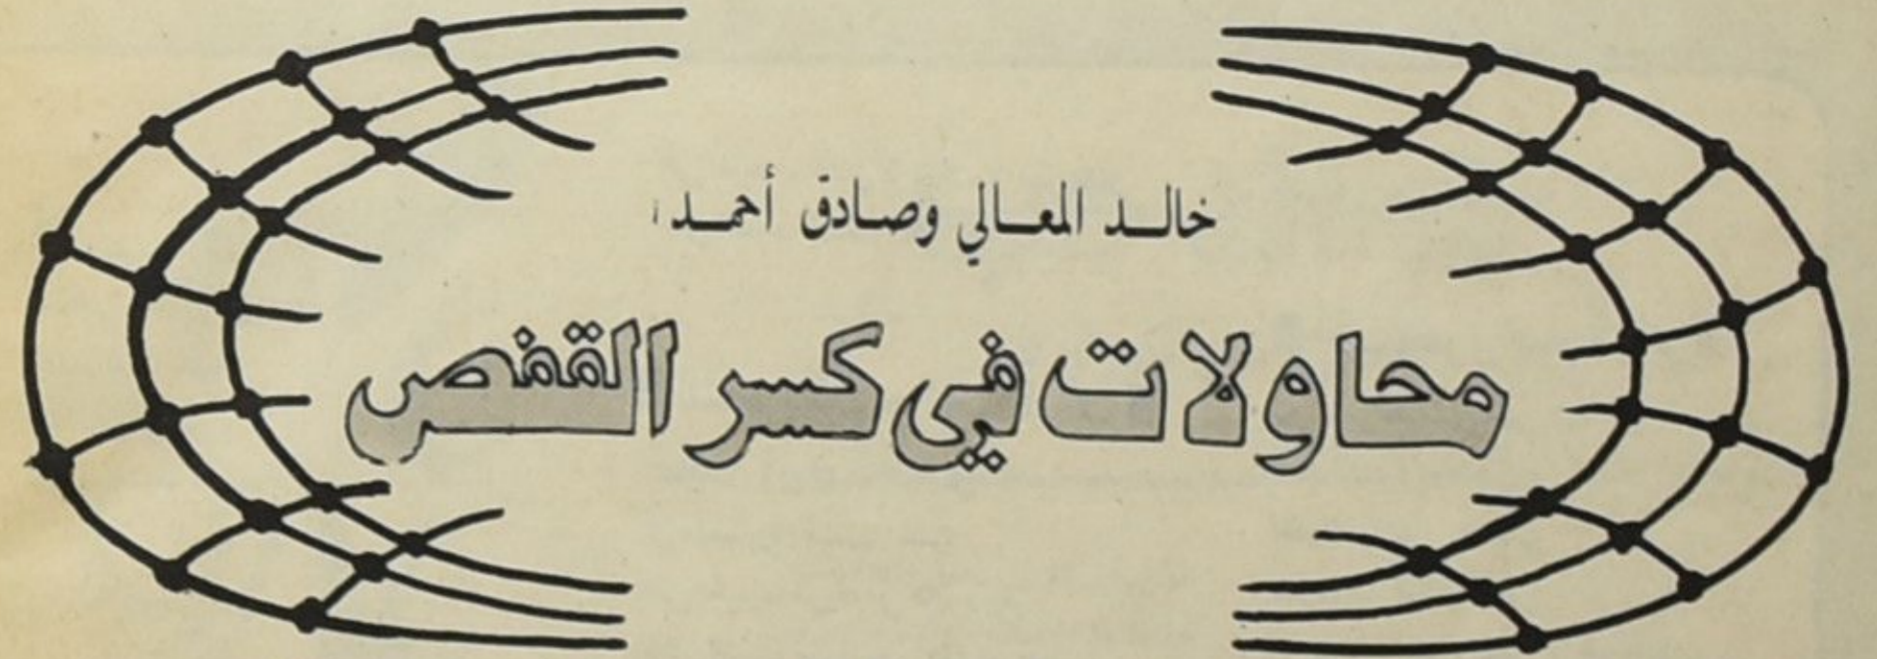 خالد المعالي وصادق أحمد:
محاولات في كسر القفص